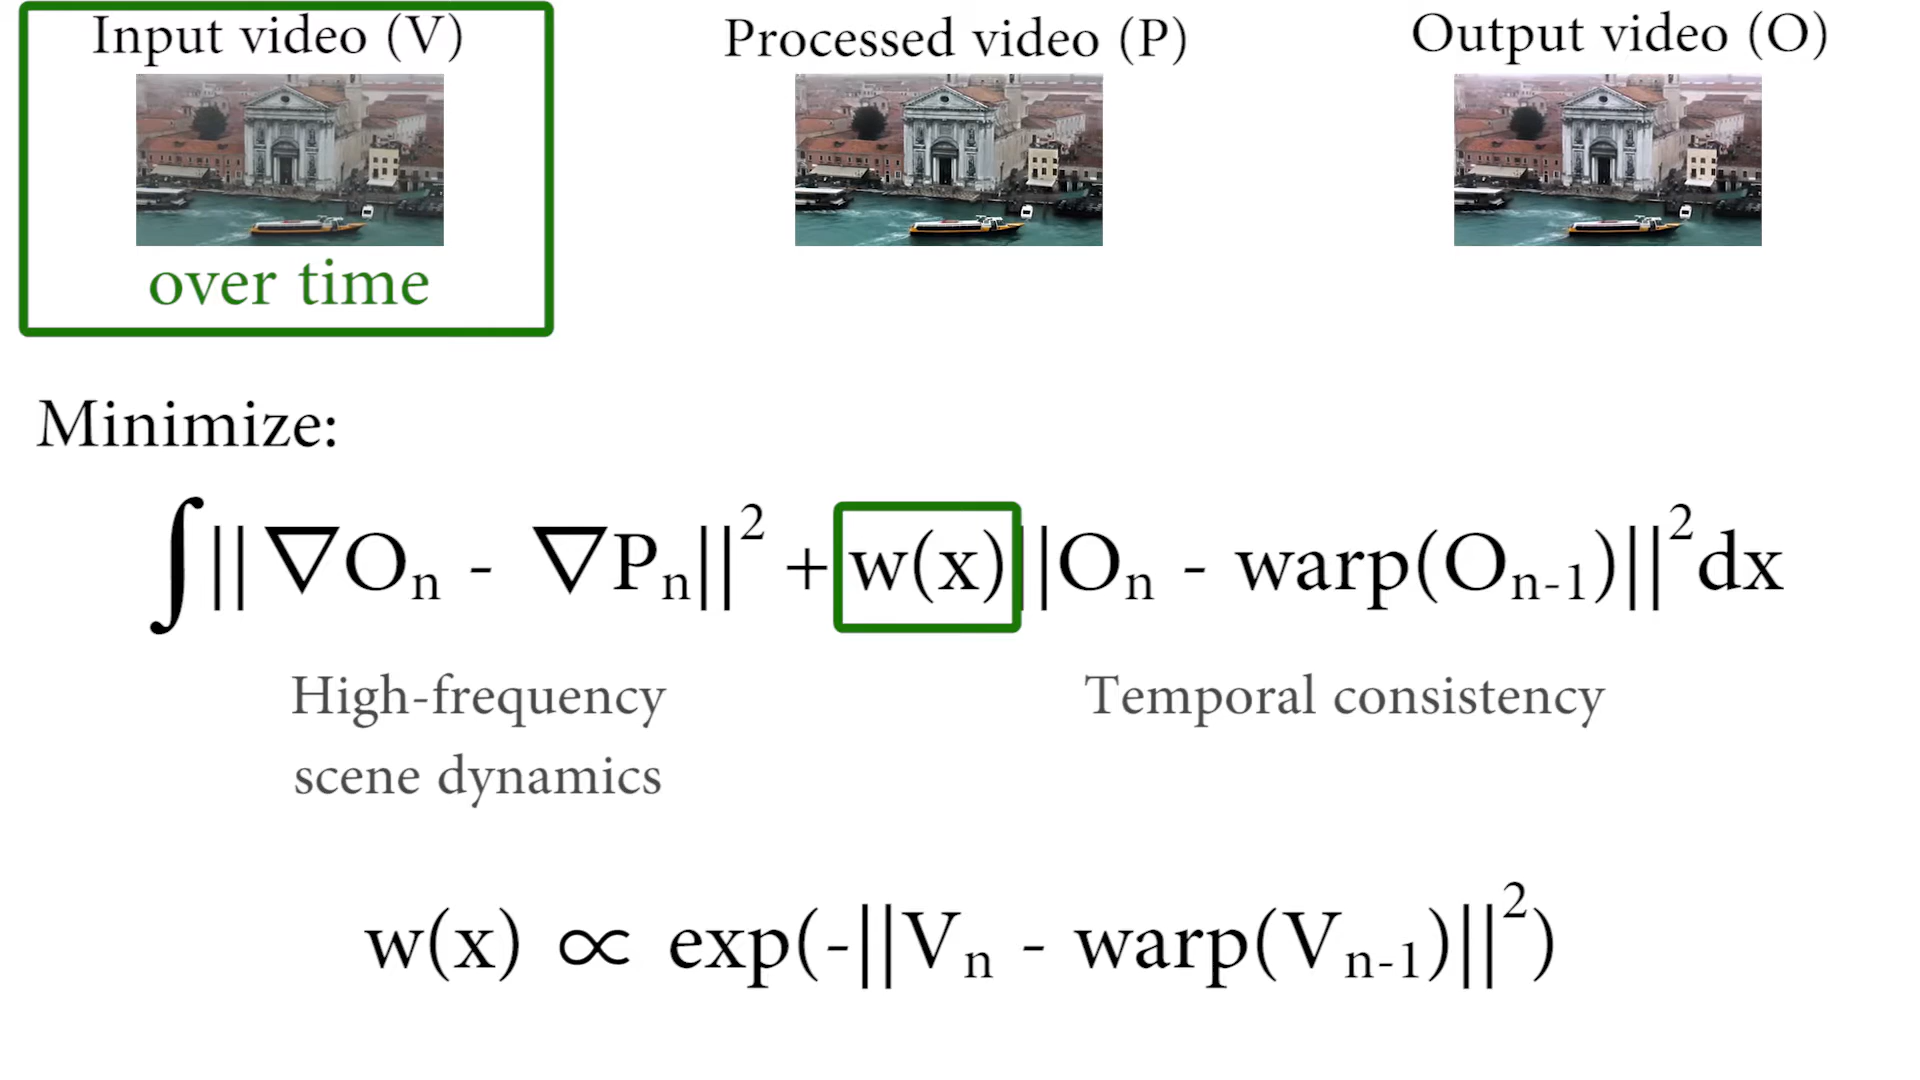 Input video (V)
Processed video (P)
Output video (O)
over time
Minimize:
∫||∇Oₙ - ∇Pₙ||² + w(x)||Oₙ - warp(Oₙ₋₁)||²dx
High-frequency
scene dynamics
Temporal consistency
w(x) ∝ exp(-||Vₙ - warp(Vₙ₋₁)||²)